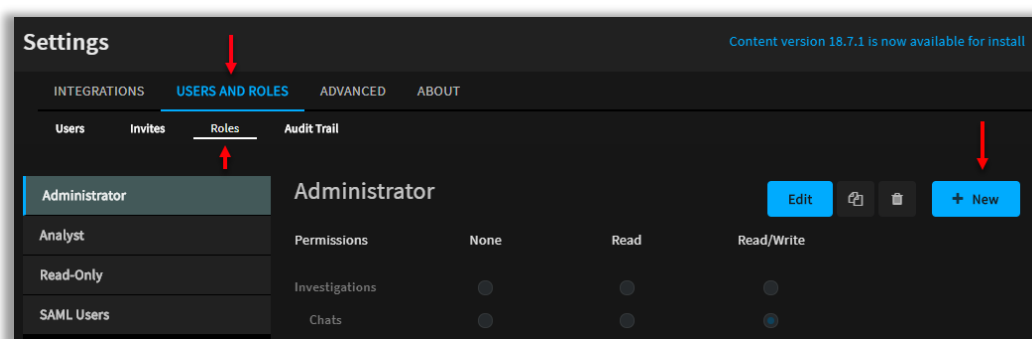 Settings
Content version 18.7.1 is now available for install
INTEGRATIONS USERS AND ROLES ADVANCED ABOUT
Users Invites Roles Audit Trail
Administrator
Analyst
Read-Only
SAML Users
Administrator
Edit + New
Permissions None Read Read/Write
Investigations
Chats